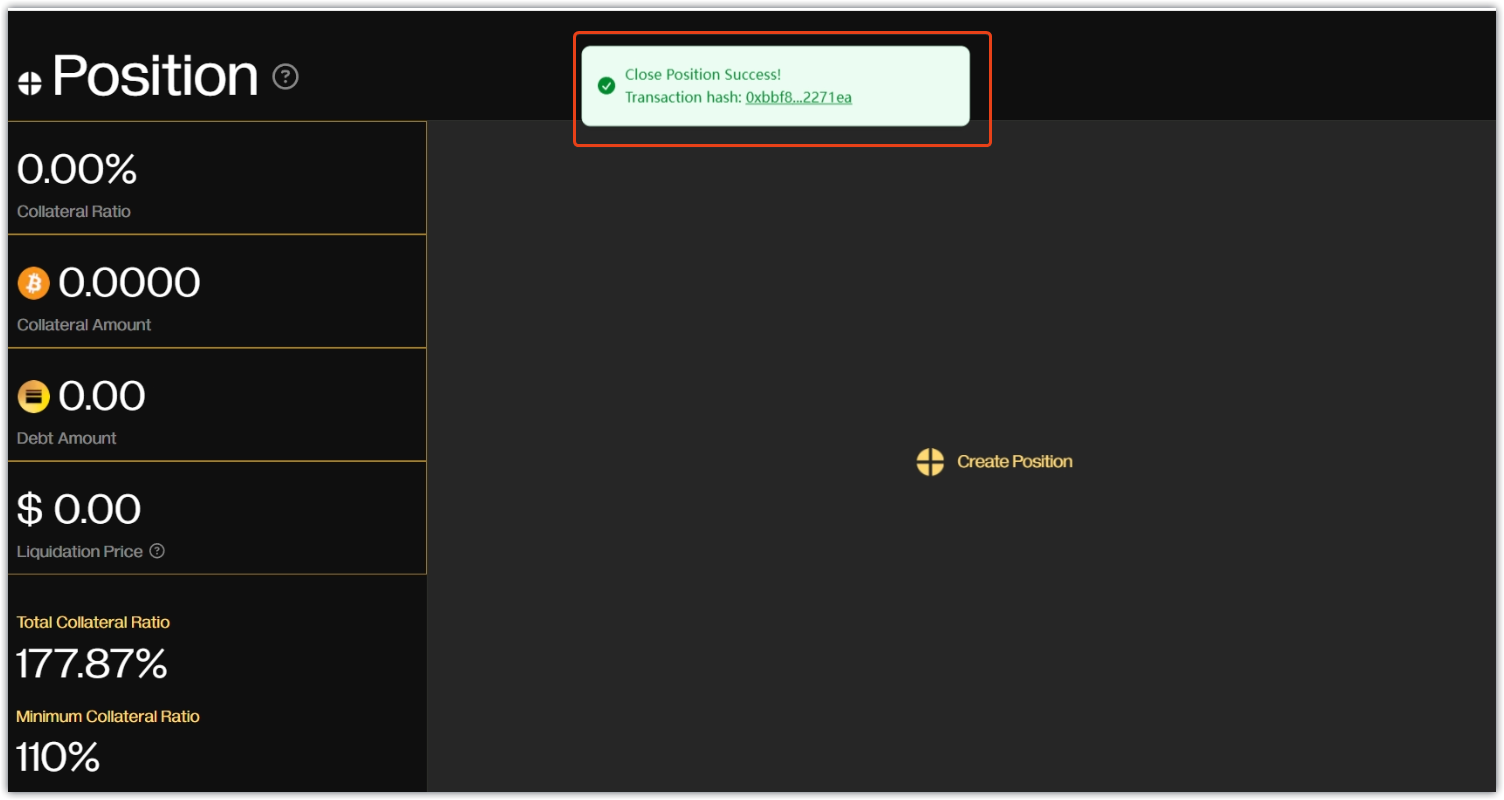 Position ?
Close Position Success!
Transaction hash: 0xbbf8...2271ea
0.00%
Collateral Ratio
0.0000
Collateral Amount
0.00
Debt Amount
$ 0.00
Liquidation Price ?
Create Position
Total Collateral Ratio
177.87%
Minimum Collateral Ratio
110%